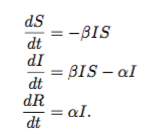 dS/dt = −βIS
dI/dt = βIS − αI
dR/dt = αI.